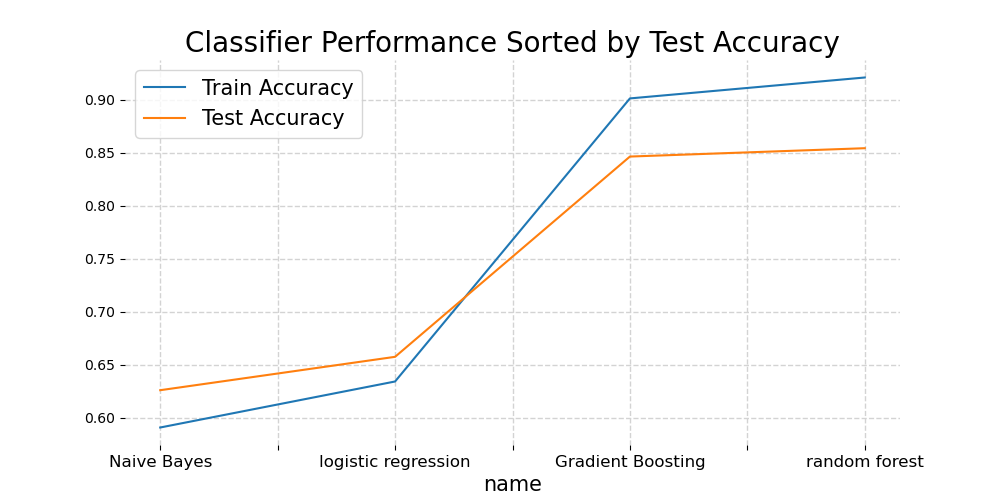 Classifier Performance Sorted by Test Accuracy
Train Accuracy
Test Accuracy
0.90
0.85
0.80
0.75
0.70
0.65
0.60
Naive Bayes logistic regression Gradient Boosting random forest
name